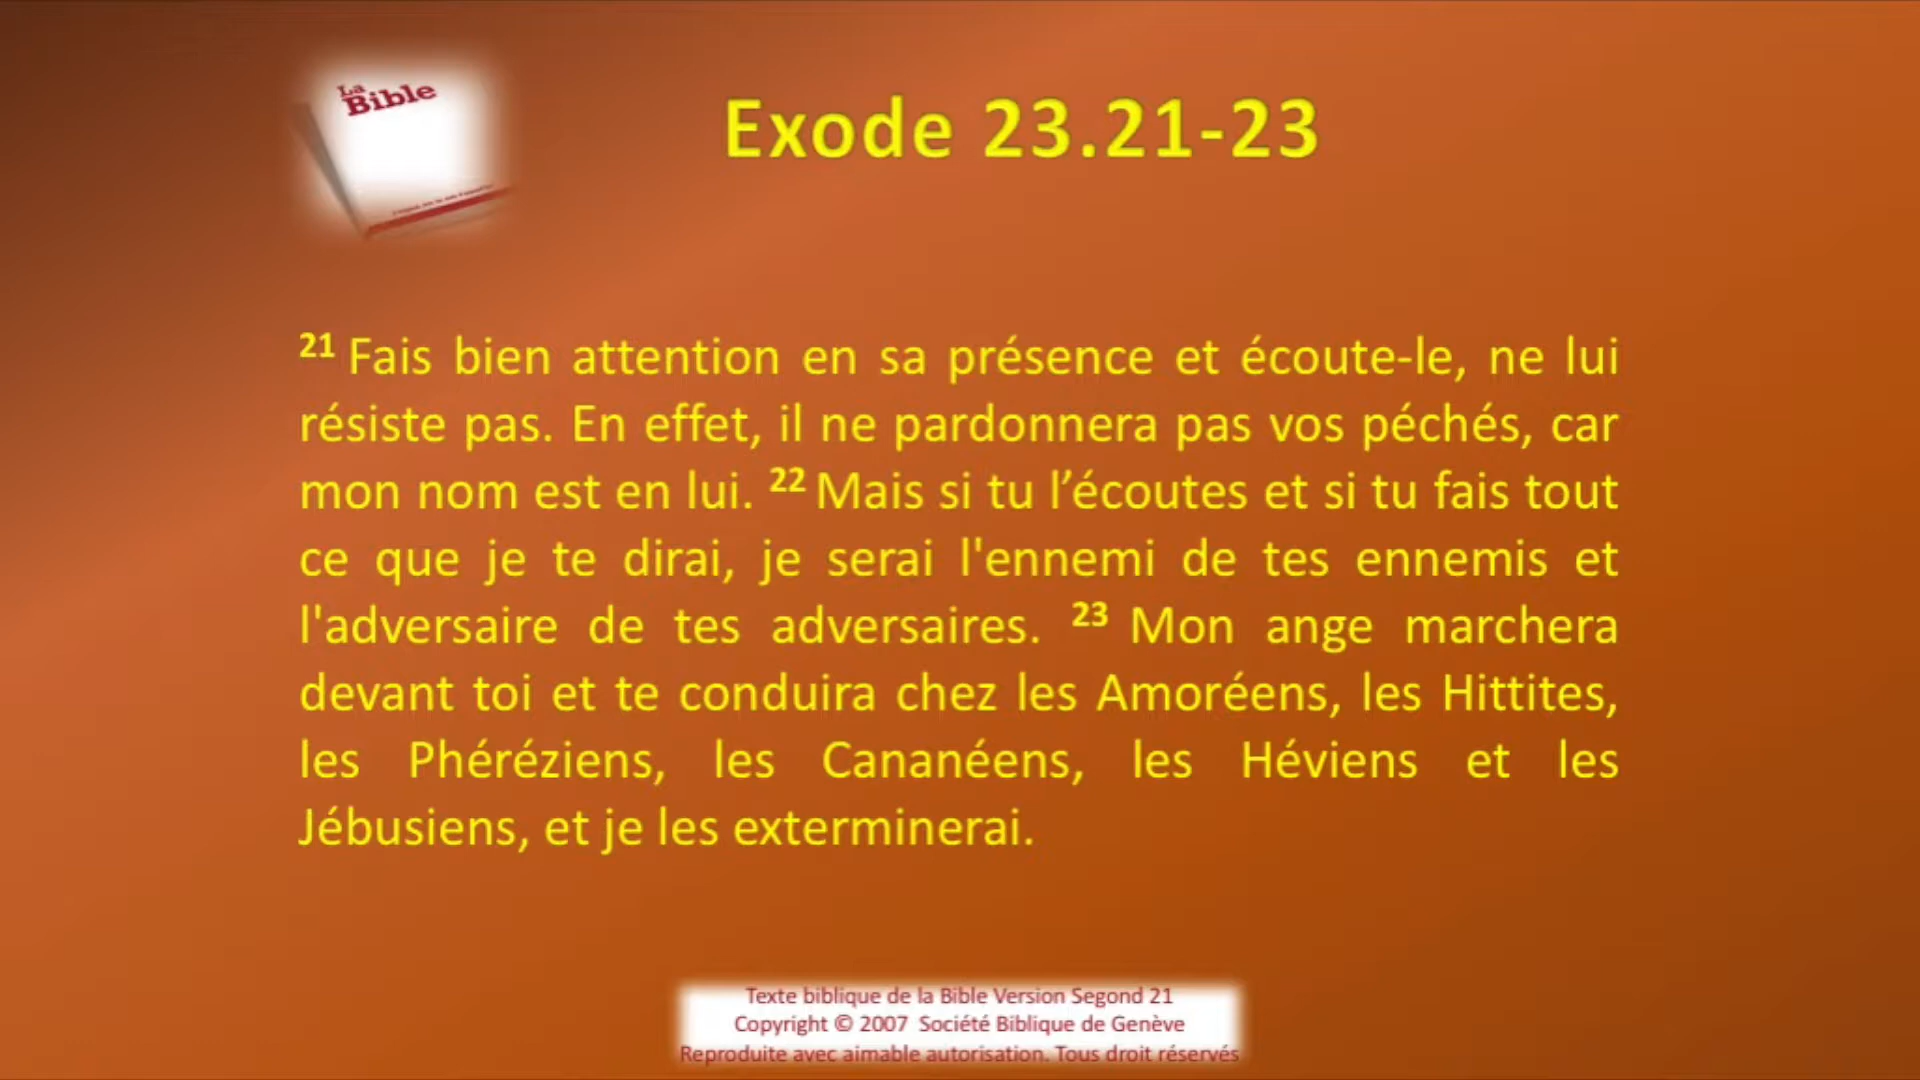 La
Bible
Exode 23.21-23
21 Fais bien attention en sa présence et écoute-le, ne lui
résiste pas. En effet, il ne pardonnera pas vos péchés, car
mon nom est en lui. 22 Mais si tu l’écoutes et si tu fais tout
ce que je te dirai, je serai l'ennemi de tes ennemis et
l'adversaire de tes adversaires. 23 Mon ange marchera
devant toi et te conduira chez les Amoréens, les Hittites,
les Phéréziens, les Cananéens, les Héviens et les
Jébusiens, et je les exterminerai.
Texte biblique de la Bible Version Segond 21
Copyright © 2007 Société Biblique de Genève
Reproduite avec aimable autorisation. Tous droit réservés